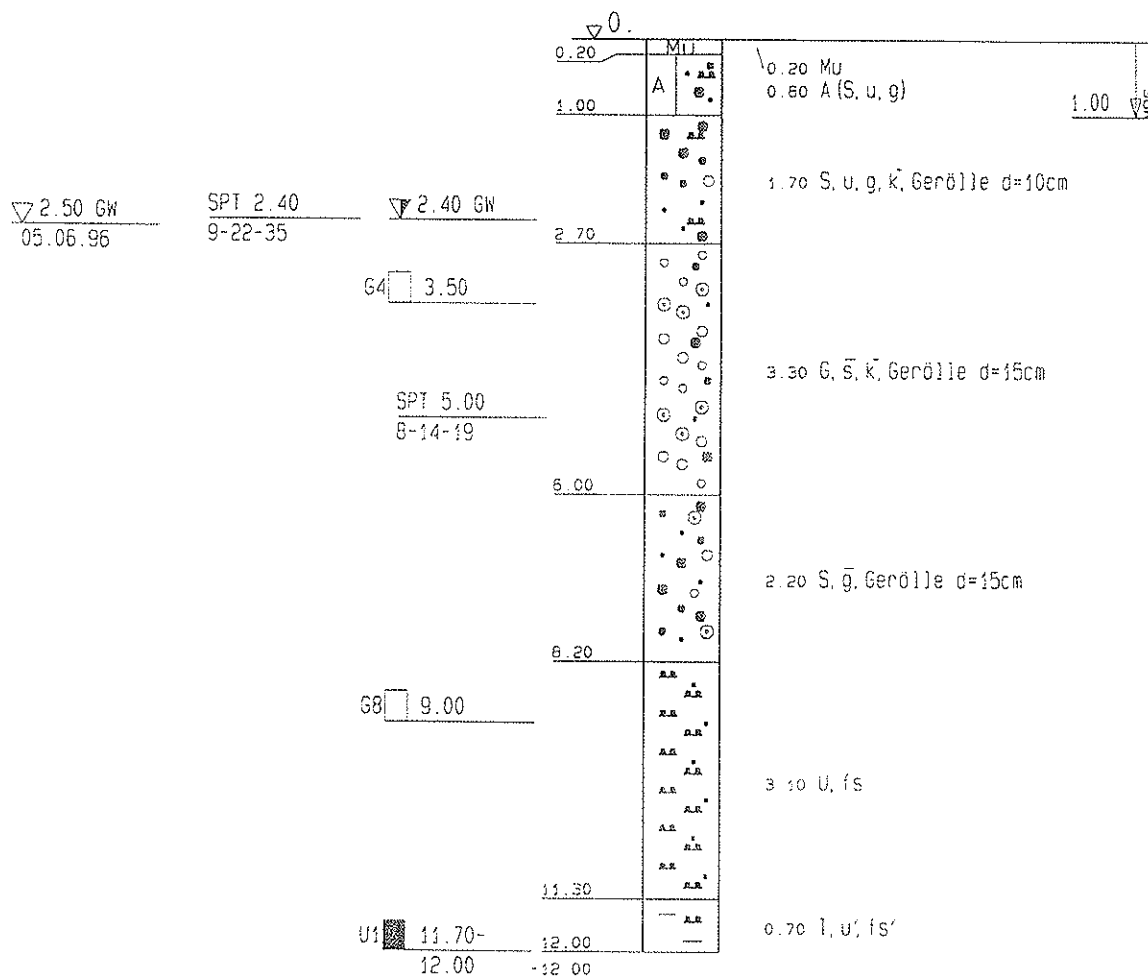 0.
0.20
Mu
0.20 Mu
A
0.80 A (S, u, g)
1.00
1.00
1.70 S, u, g, k̄, Gerölle d=10cm
2.50 GW
05.06.96
SPT 2.40
9-22-35
2.40 GW
2.70
G4 3.50
3.30 G, s̄, k̄, Gerölle d=15cm
SPT 5.00
8-14-19
6.00
2.20 S, ḡ, Gerölle d=15cm
8.20
G8 9.00
3.10 U, fs
11.30
U1 11.70-
12.00
0.70 T, u', fs'
12.00
-12.00